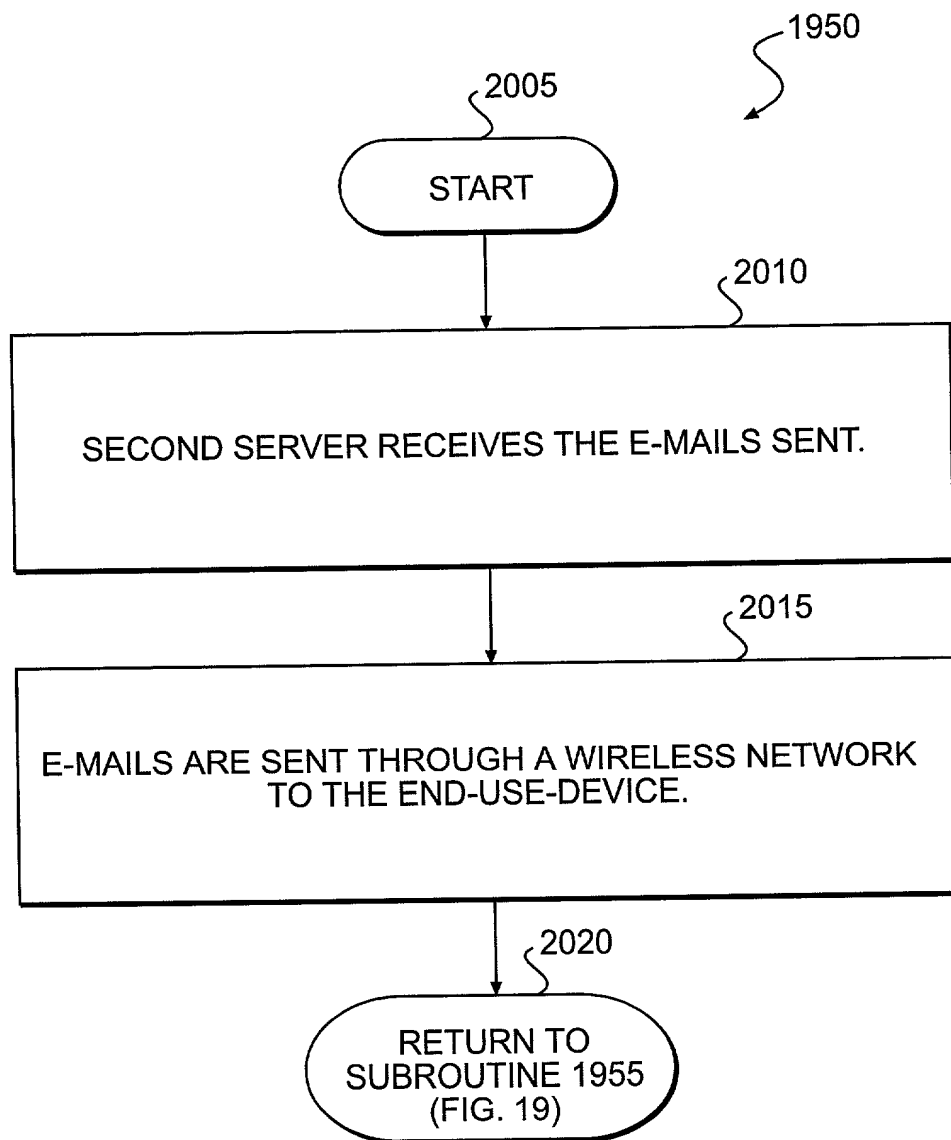 1950
2005
START
2010
SECOND SERVER RECEIVES THE E-MAILS SENT.
2015
E-MAILS ARE SENT THROUGH A WIRELESS NETWORK
TO THE END-USE-DEVICE.
2020
RETURN TO
SUBROUTINE 1955
(FIG. 19)